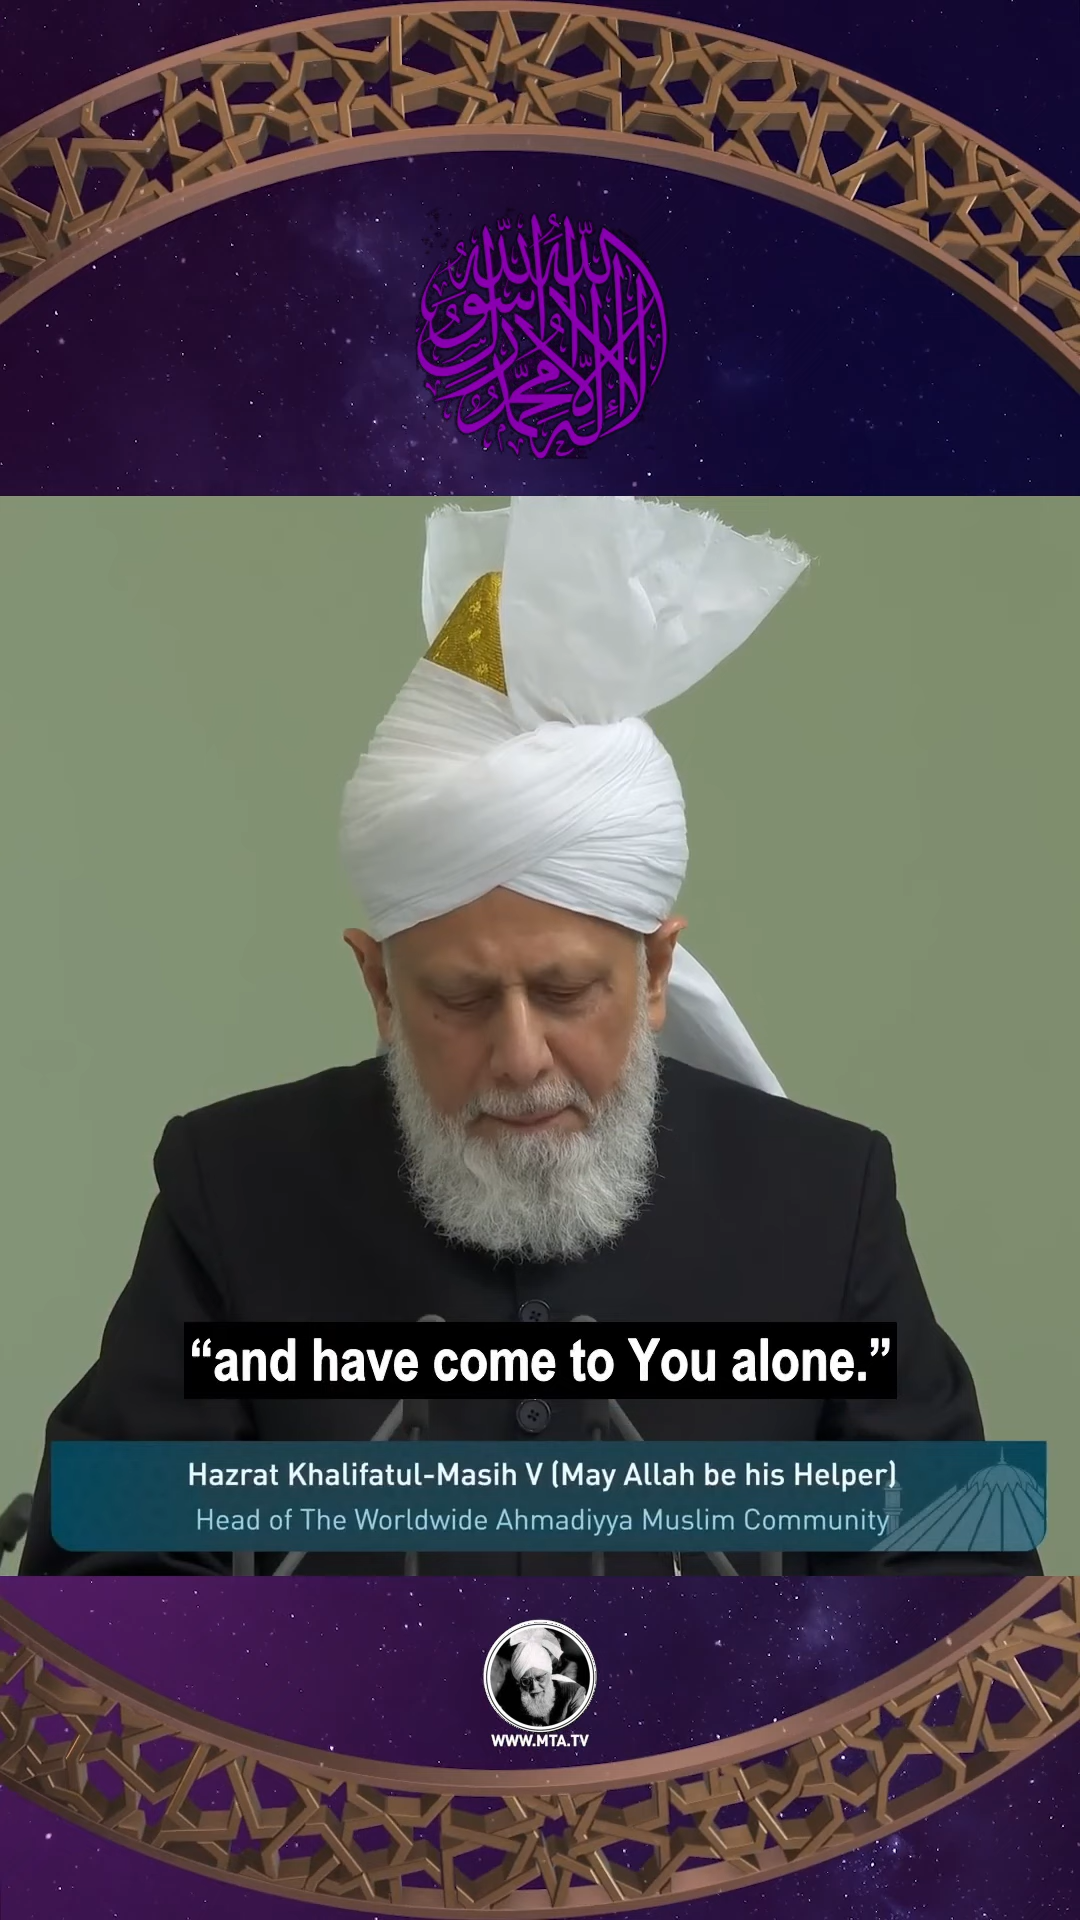 لا إله إلا الله محمد رسول الله
“and have come to You alone.”
Hazrat Khalifatul-Masih V (May Allah be his Helper)
Head of The Worldwide Ahmadiyya Muslim Community
WWW.MTA.TV